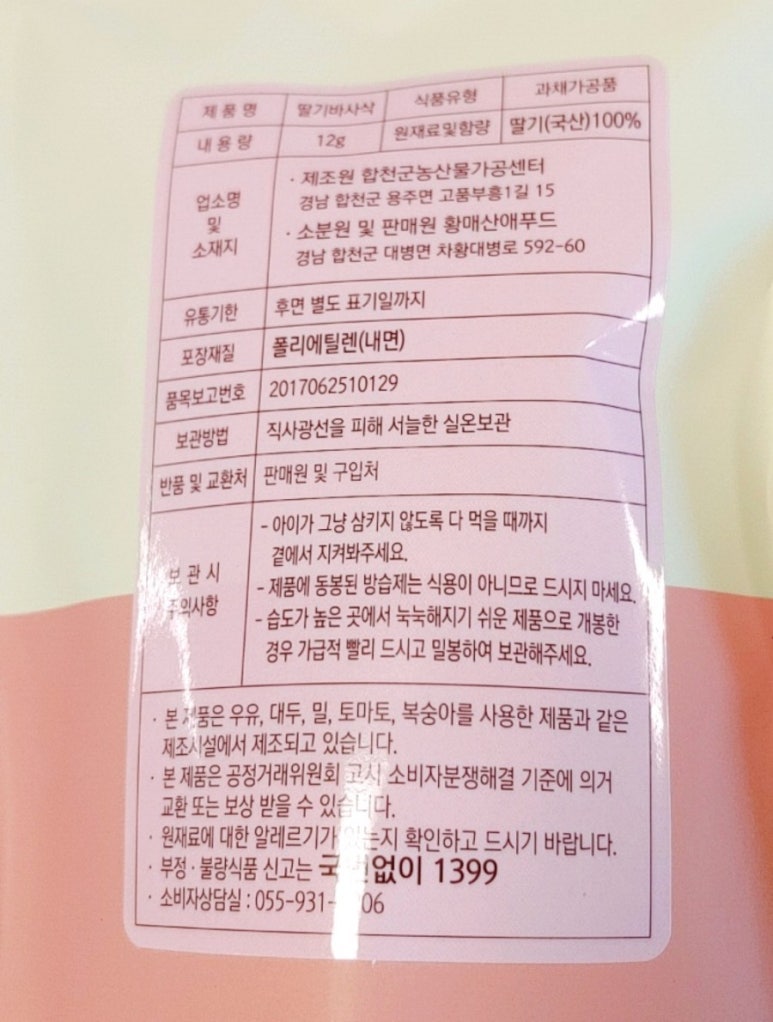 제품명 딸기바사삭 식품유형 과채가공품
내용량 12g 원재료및함량 딸기(국산)100%
업소명 및 소재지
· 제조원 합천군농산물가공센터
경남 합천군 용주면 고품부흥1길 15
· 소분원 및 판매원 황매산애푸드
경남 합천군 대병면 차황대병로 592-60
유통기한 후면 별도 표기일까지
포장재질 폴리에틸렌(내면)
품목보고번호 2017062510129
보관방법 직사광선을 피해 서늘한 실온보관
반품 및 교환처 판매원 및 구입처
보관시
주의사항
- 아이가 그냥 삼키지 않도록 다 먹을 때까지
곁에서 지켜봐주세요.
- 제품에 동봉된 방습제는 식용이 아니므로 드시지 마세요.
- 습도가 높은 곳에서 눅눅해지기 쉬운 제품으로 개봉한
경우 가급적 빨리 드시고 밀봉하여 보관해주세요.
· 본 제품은 우유, 대두, 밀, 토마토, 복숭아를 사용한 제품과 같은
제조시설에서 제조되고 있습니다.
· 본 제품은 공정거래위원회 고시 소비자분쟁해결 기준에 의거
교환 또는 보상 받을 수 있습니다.
· 원재료에 대한 알레르기가 있는지 확인하고 드시기 바랍니다.
· 부정·불량식품 신고는 국번없이 1399
· 소비자상담실 : 055-931-